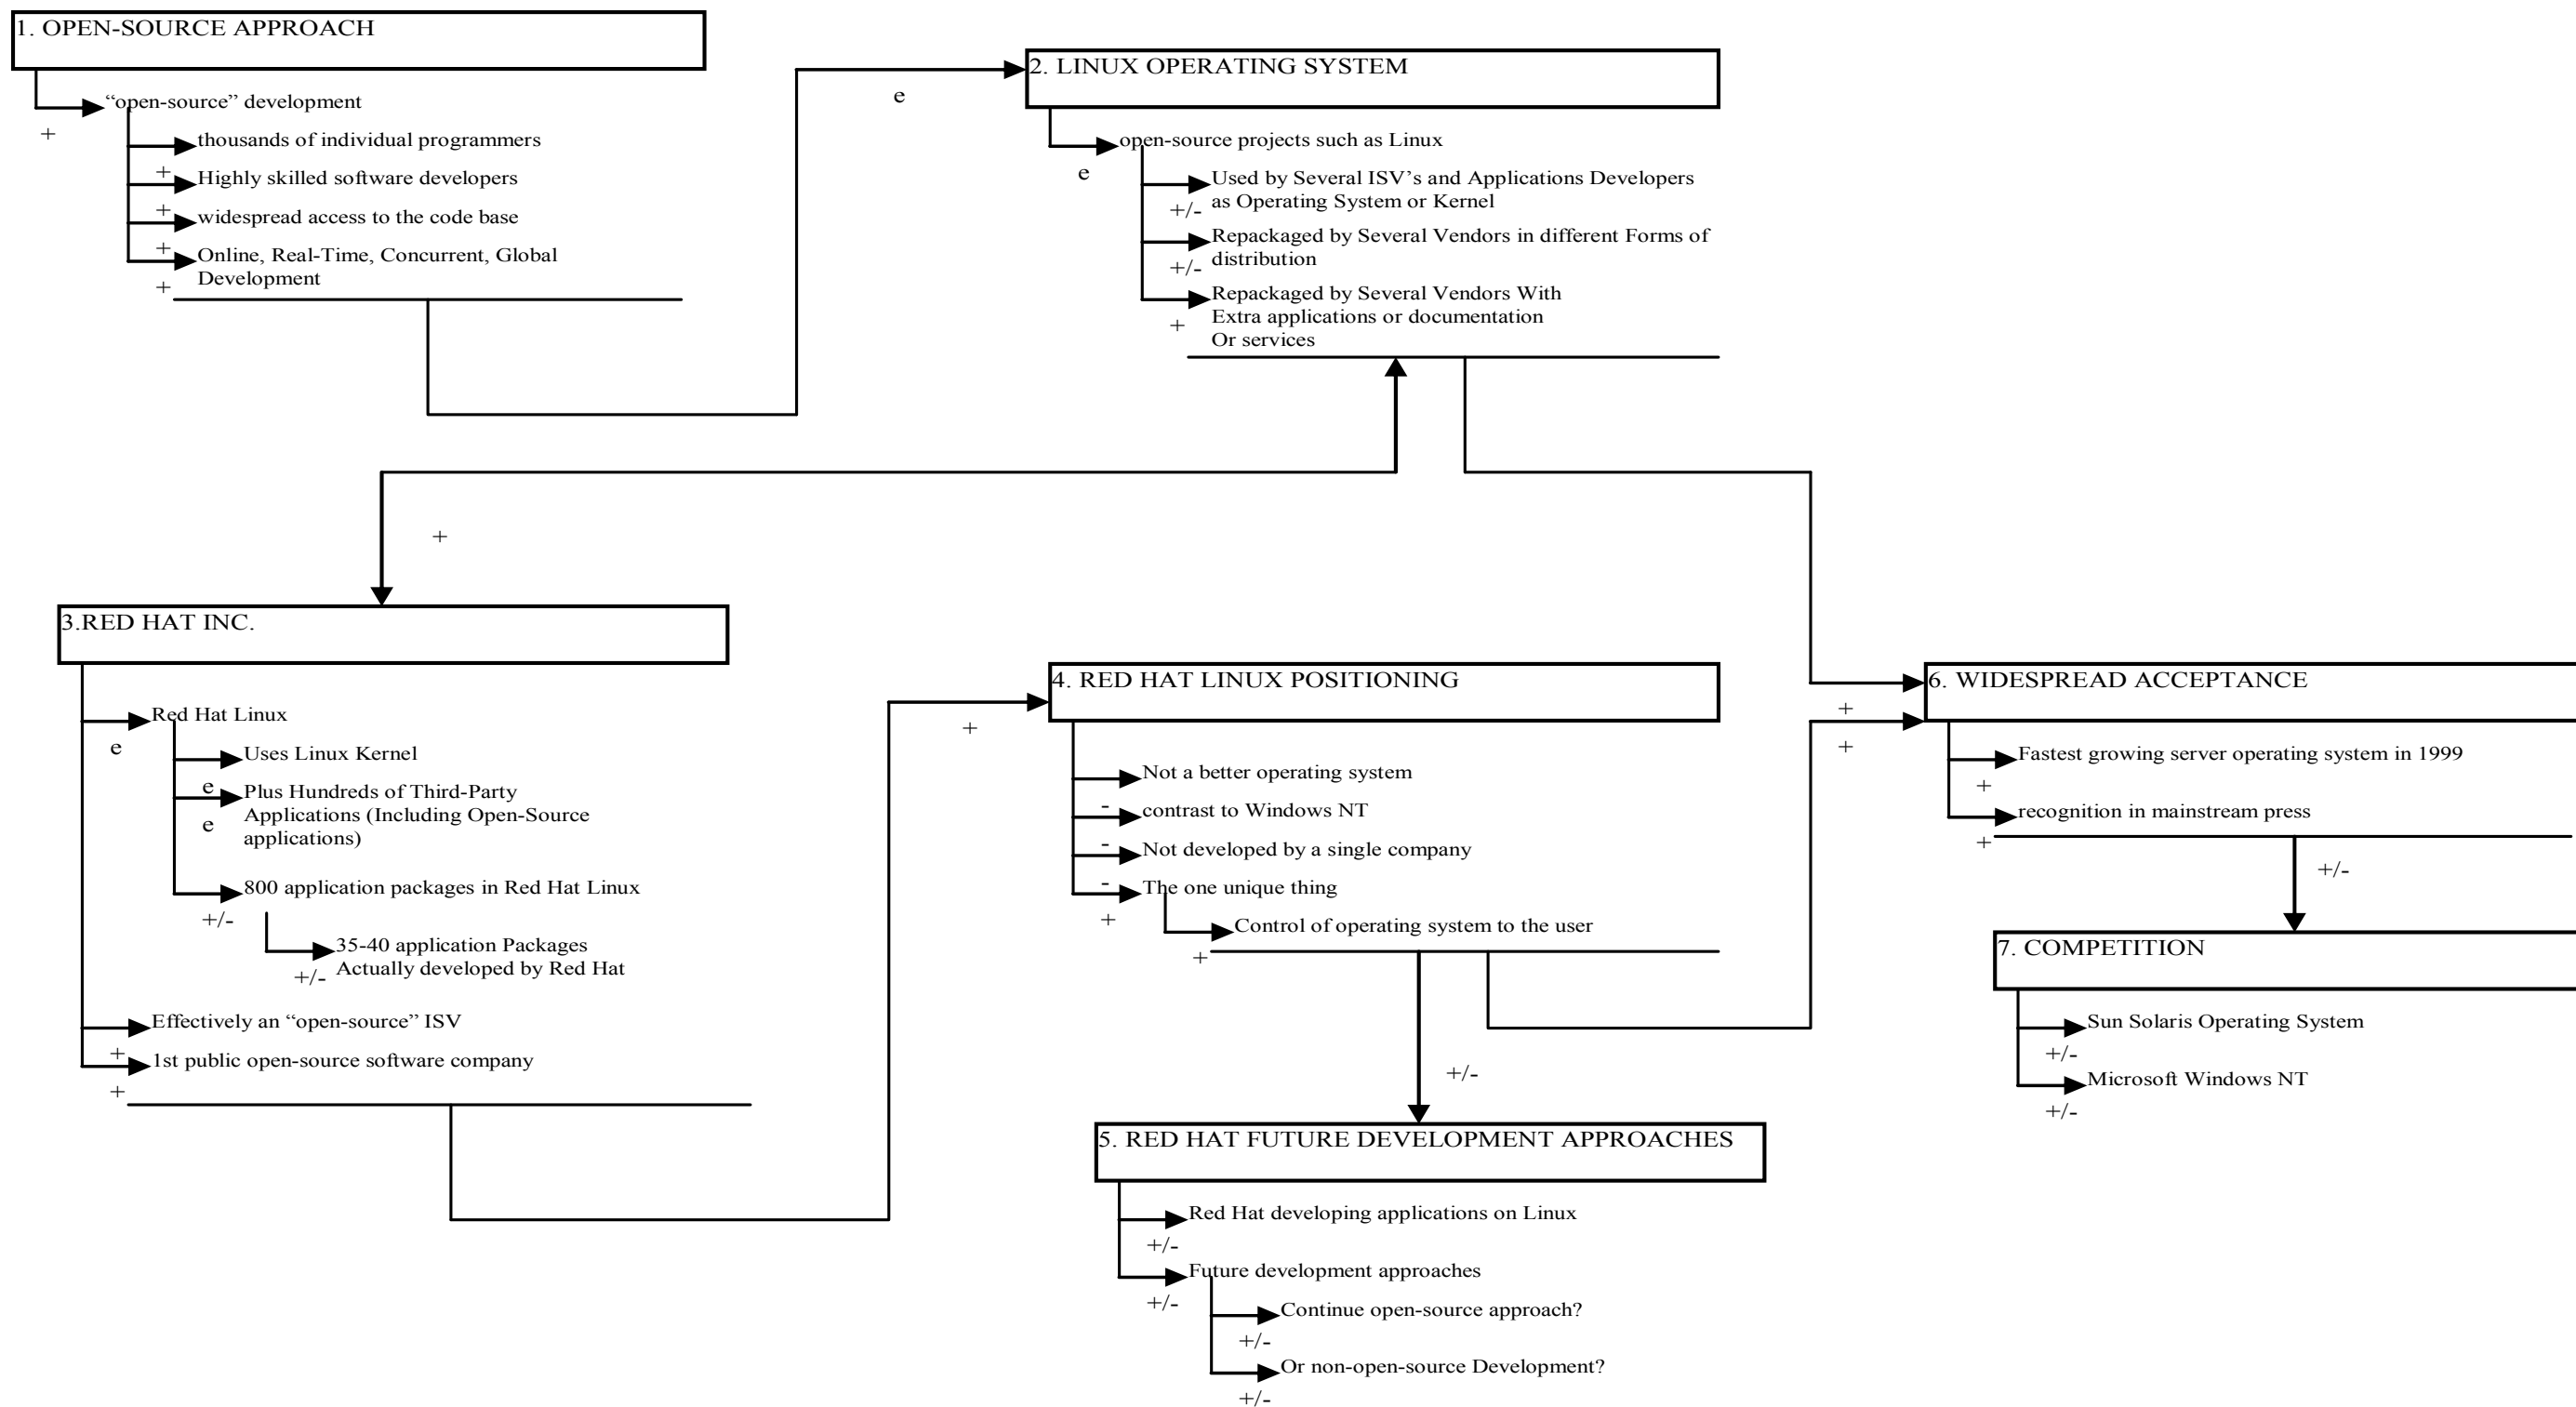 1. OPEN-SOURCE APPROACH
“open-source” development
+
thousands of individual programmers
+
Highly skilled software developers
+
widespread access to the code base
+
Online, Real-Time, Concurrent, Global
Development
+
e
2. LINUX OPERATING SYSTEM
open-source projects such as Linux
e
Used by Several ISV’s and Applications Developers
as Operating System or Kernel
+/-
Repackaged by Several Vendors in different Forms of
distribution
+/-
Repackaged by Several Vendors With
Extra applications or documentation
Or services
+
+
3.RED HAT INC.
Red Hat Linux
e
Uses Linux Kernel
e
Plus Hundreds of Third-Party
Applications (Including Open-Source
applications)
e
800 application packages in Red Hat Linux
+/-
35-40 application Packages
Actually developed by Red Hat
+/-
Effectively an “open-source” ISV
+
1st public open-source software company
+
+
4. RED HAT LINUX POSITIONING
Not a better operating system
-
contrast to Windows NT
-
Not developed by a single company
-
The one unique thing
+
Control of operating system to the user
+
+/-
5. RED HAT FUTURE DEVELOPMENT APPROACHES
Red Hat developing applications on Linux
+/-
Future development approaches
+/-
Continue open-source approach?
+/-
Or non-open-source Development?
+/-
+
+
6. WIDESPREAD ACCEPTANCE
Fastest growing server operating system in 1999
+
recognition in mainstream press
+
+/-
7. COMPETITION
Sun Solaris Operating System
+/-
Microsoft Windows NT
+/-